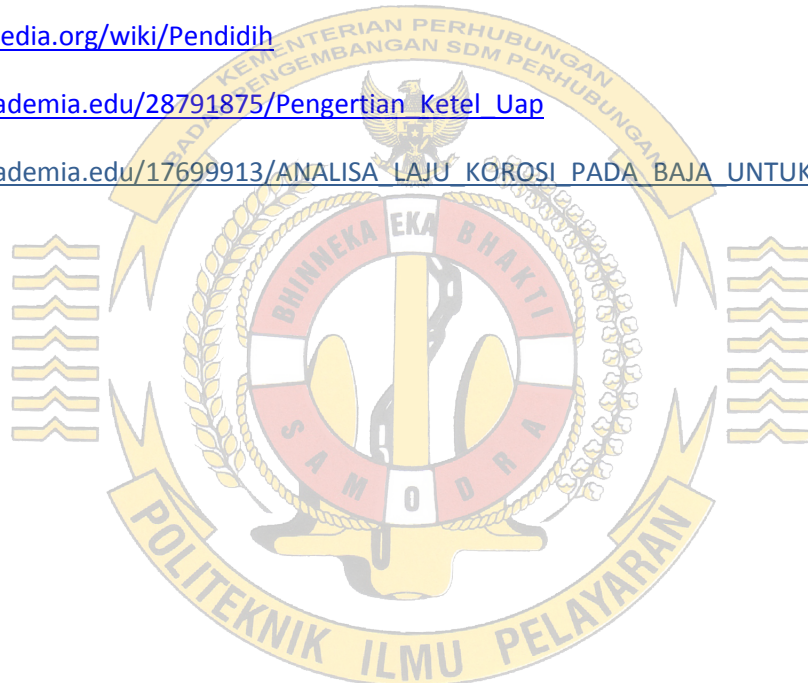 edia.org/wiki/Pendidih
KEMENTERIAN PERHUBUNGAN
BADAN PENGEMBANGAN SDM PERHUBUNGAN
ademia.edu/28791875/Pengertian_Ketel_Uap
ademia.edu/17699913/ANALISA_LAJU_KOROSI_PADA_BAJA_UNTUK
BHINNEKA EKA BHAKTI
SAMODRA
POLITEKNIK ILMU PELAYARAN